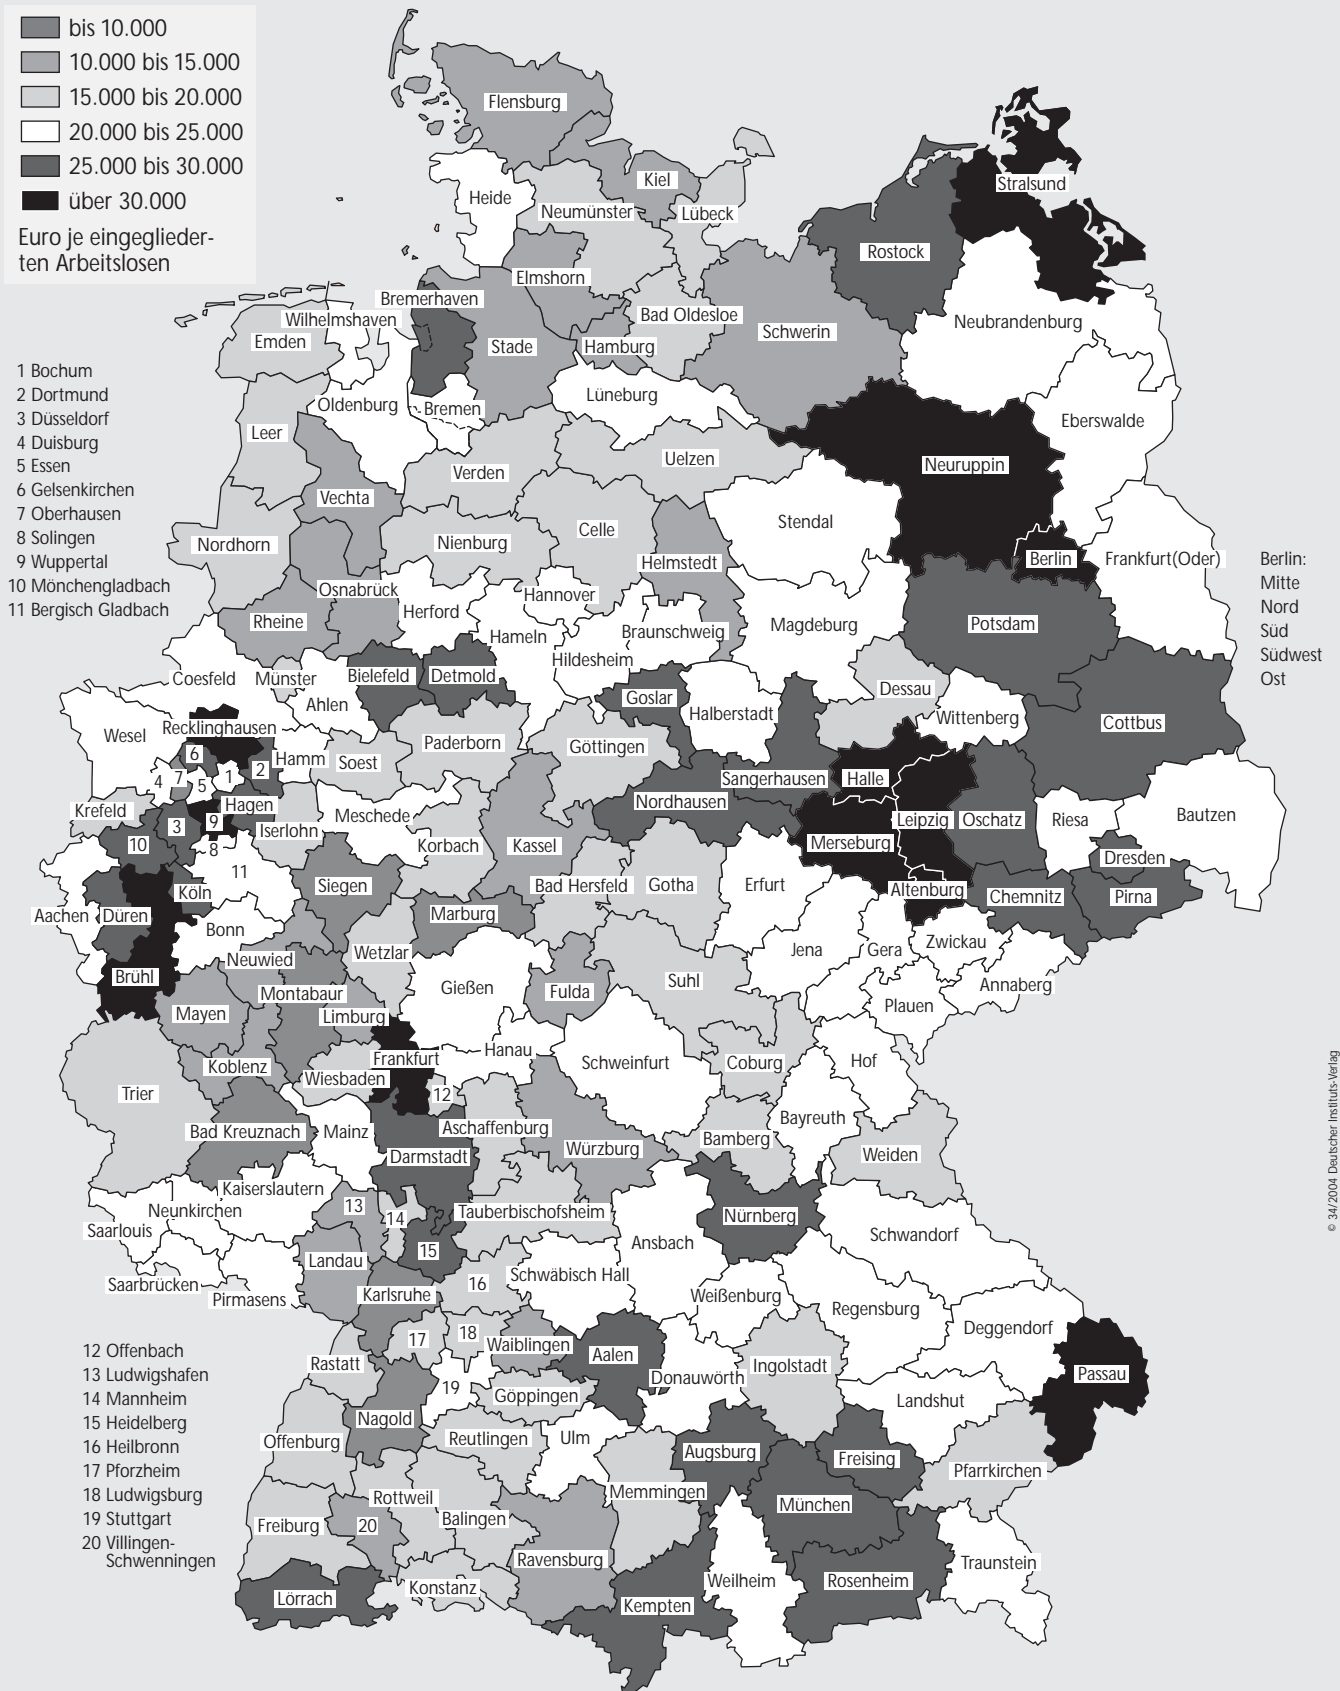 bis 10.000
10.000 bis 15.000
15.000 bis 20.000
20.000 bis 25.000
25.000 bis 30.000
über 30.000
Euro je eingeglieder-
ten Arbeitslosen
Flensburg
Kiel
Heide
Neumünster
Lübeck
Stralsund
Rostock
Elmshorn
Bremerhaven
Wilhelmshaven
Emden
Bad Oldesloe
Schwerin
Neubrandenburg
Stade
Hamburg
Lüneburg
Oldenburg
Bremen
Eberswalde
Leer
Verden
Uelzen
Neuruppin
Vechta
Stendal
Celle
Nordhorn
Nienburg
Helmstedt
Berlin
Frankfurt(Oder)
Osnabrück
Hannover
Herford
Rheine
Hameln
Braunschweig
Magdeburg
Potsdam
Hildesheim
Coesfeld
Münster
Bielefeld
Detmold
Goslar
Dessau
Ahlen
Halberstadt
Wittenberg
Cottbus
Recklinghausen
Wesel
Hamm
Soest
Paderborn
Göttingen
6
4
7
5
1
2
Sangerhausen
Halle
Krefeld
Hagen
Nordhausen
3
9
Iserlohn
Meschede
Leipzig
Oschatz
Riesa
Bautzen
10
8
Korbach
Kassel
Merseburg
Dresden
11
Köln
Siegen
Bad Hersfeld
Gotha
Erfurt
Altenburg
Chemnitz
Pirna
Aachen
Düren
Marburg
Bonn
Zwickau
Neuwied
Wetzlar
Jena
Gera
Brühl
Montabaur
Gießen
Fulda
Suhl
Annaberg
Mayen
Limburg
Plauen
Frankfurt
Hanau
Schweinfurt
Coburg
Hof
Koblenz
Wiesbaden
Trier
12
Bayreuth
Bad Kreuznach
Mainz
Aschaffenburg
Würzburg
Bamberg
Darmstadt
Weiden
Kaiserslautern
Neunkirchen
13
14
Tauberbischofsheim
Nürnberg
Saarlouis
Ansbach
Schwandorf
Landau
15
Saarbrücken
Pirmasens
Karlsruhe
16
Schwäbisch Hall
Weißenburg
Regensburg
Deggendorf
17
18
Waiblingen
Aalen
Rastatt
Donauwörth
Ingolstadt
Passau
19
Göppingen
Landshut
Nagold
Offenburg
Reutlingen
Ulm
Augsburg
Freising
Pfarrkirchen
Memmingen
München
Rottweil
Freiburg
20
Balingen
Ravensburg
Traunstein
Lörrach
Konstanz
Kempten
Weilheim
Rosenheim
1 Bochum
2 Dortmund
3 Düsseldorf
4 Duisburg
5 Essen
6 Gelsenkirchen
7 Oberhausen
8 Solingen
9 Wuppertal
10 Mönchengladbach
11 Bergisch Gladbach
Berlin:
Mitte
Nord
Süd
Südwest
Ost
12 Offenbach
13 Ludwigshafen
14 Mannheim
15 Heidelberg
16 Heilbronn
17 Pforzheim
18 Ludwigsburg
19 Stuttgart
20 Villingen-
Schwenningen
© 34/2004 Deutscher Instituts-Verlag